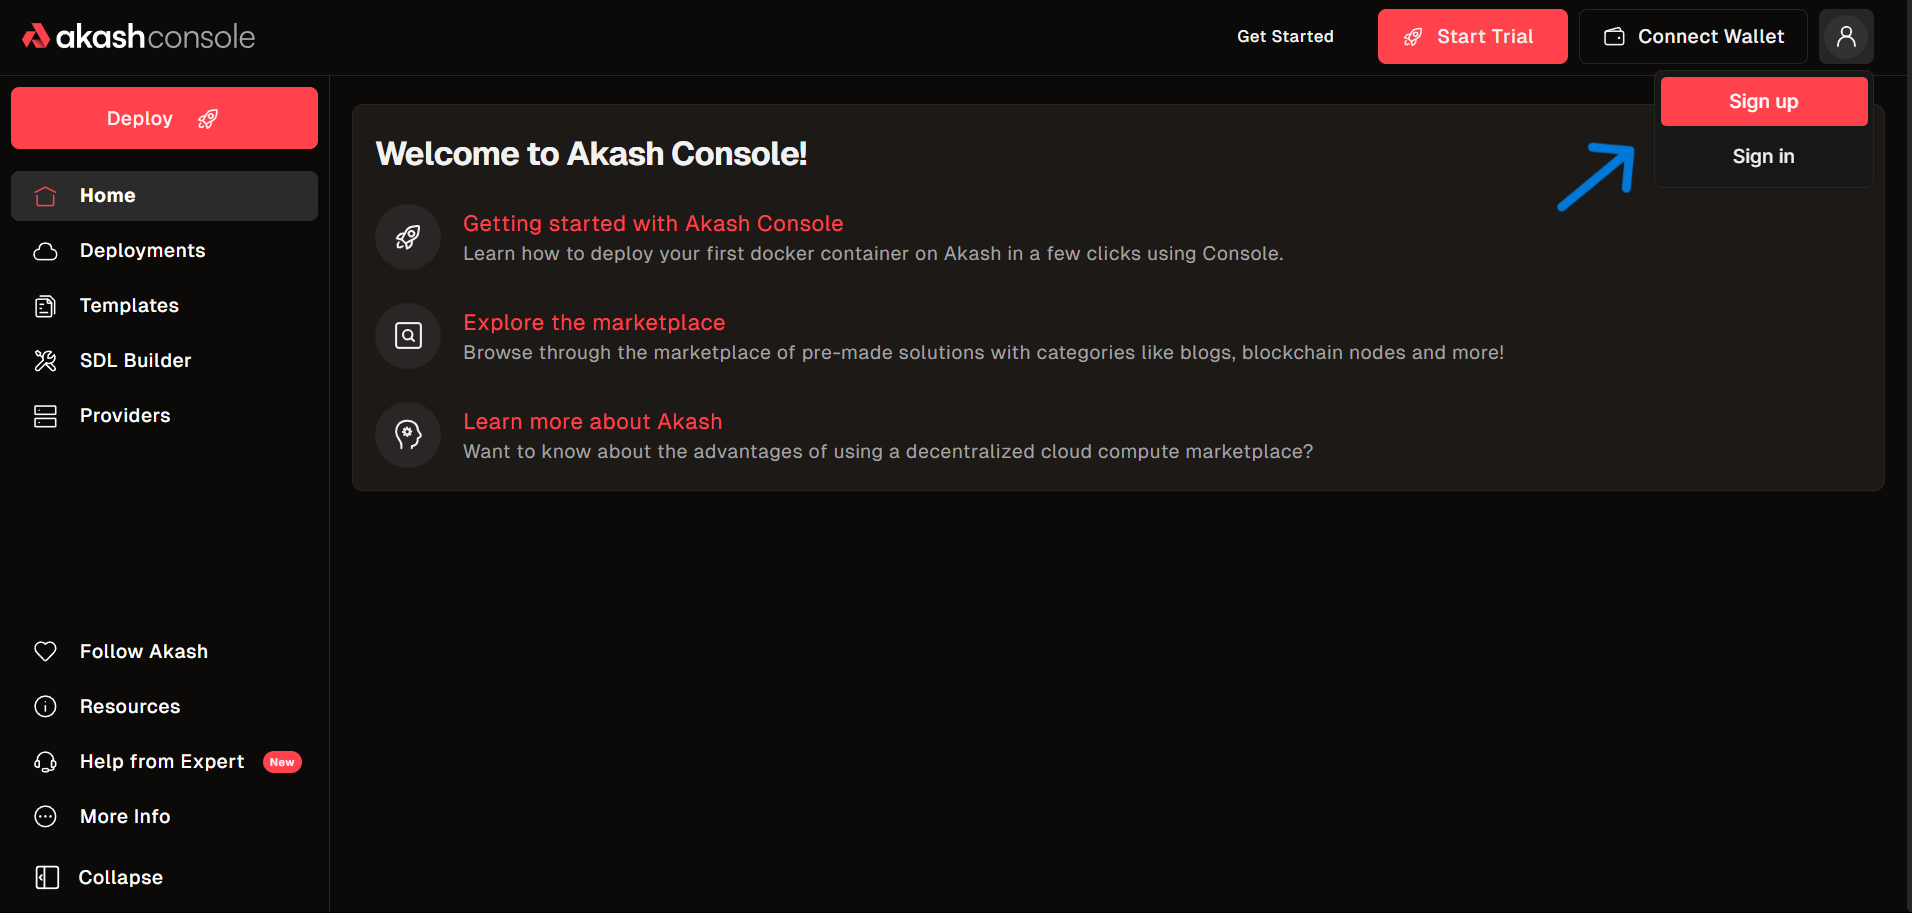 akashconsole
Get Started
Start Trial
Connect Wallet
Sign up
Sign in
Deploy
Home
Deployments
Templates
SDL Builder
Providers
Follow Akash
Resources
Help from Expert New
More Info
Collapse
Welcome to Akash Console!
Getting started with Akash Console
Learn how to deploy your first docker container on Akash in a few clicks using Console.
Explore the marketplace
Browse through the marketplace of pre-made solutions with categories like blogs, blockchain nodes and more!
Learn more about Akash
Want to know about the advantages of using a decentralized cloud compute marketplace?